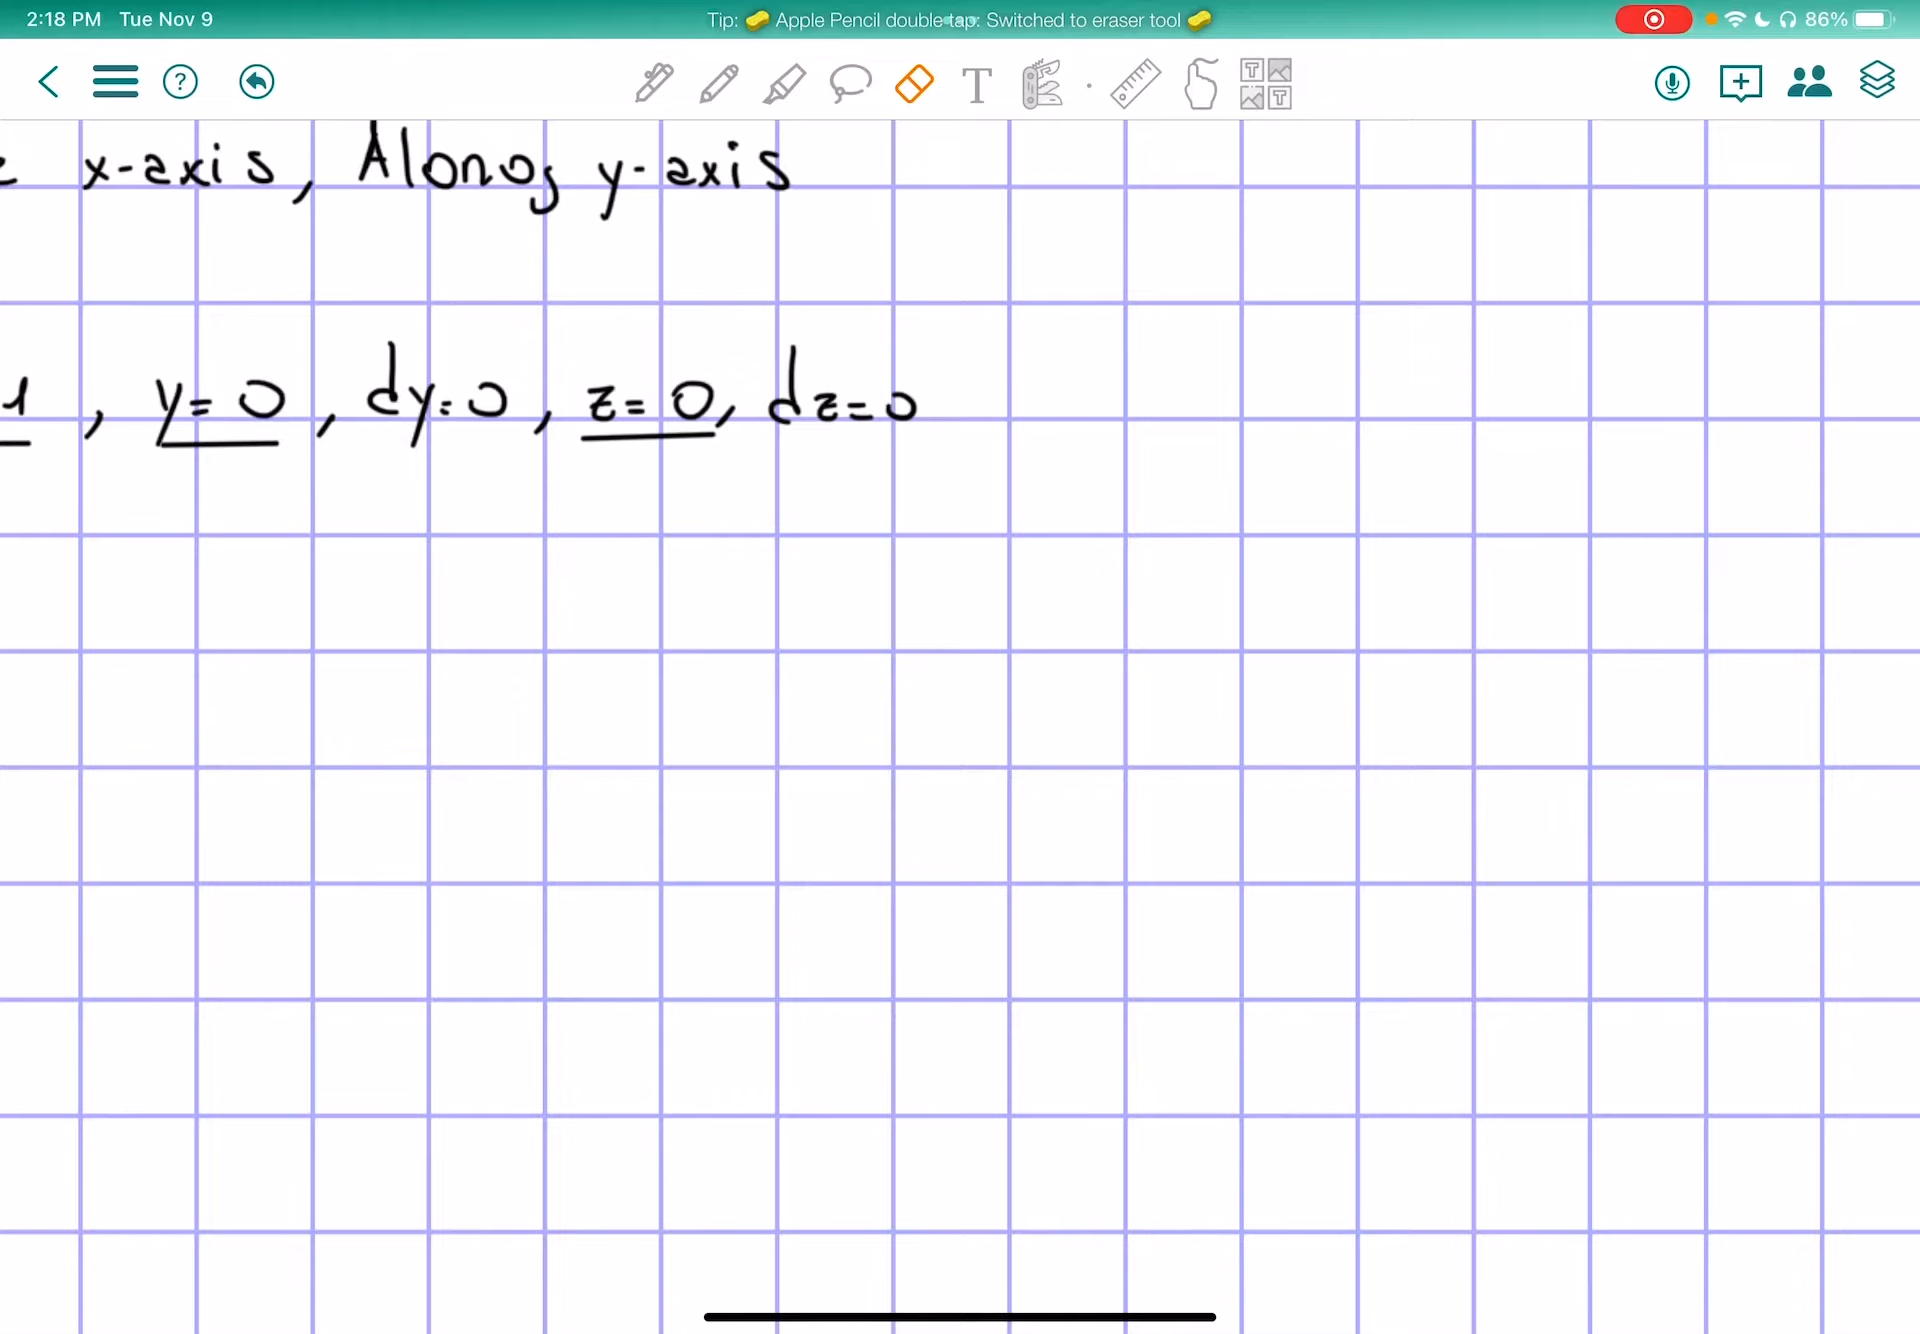 2:18 PM Tue Nov 9
Tip: 🧽 Apple Pencil double tap: Switched to eraser tool 🧽
86%
x-axis, Along y-axis
1, y=0, dy=0, z=0, dz=0